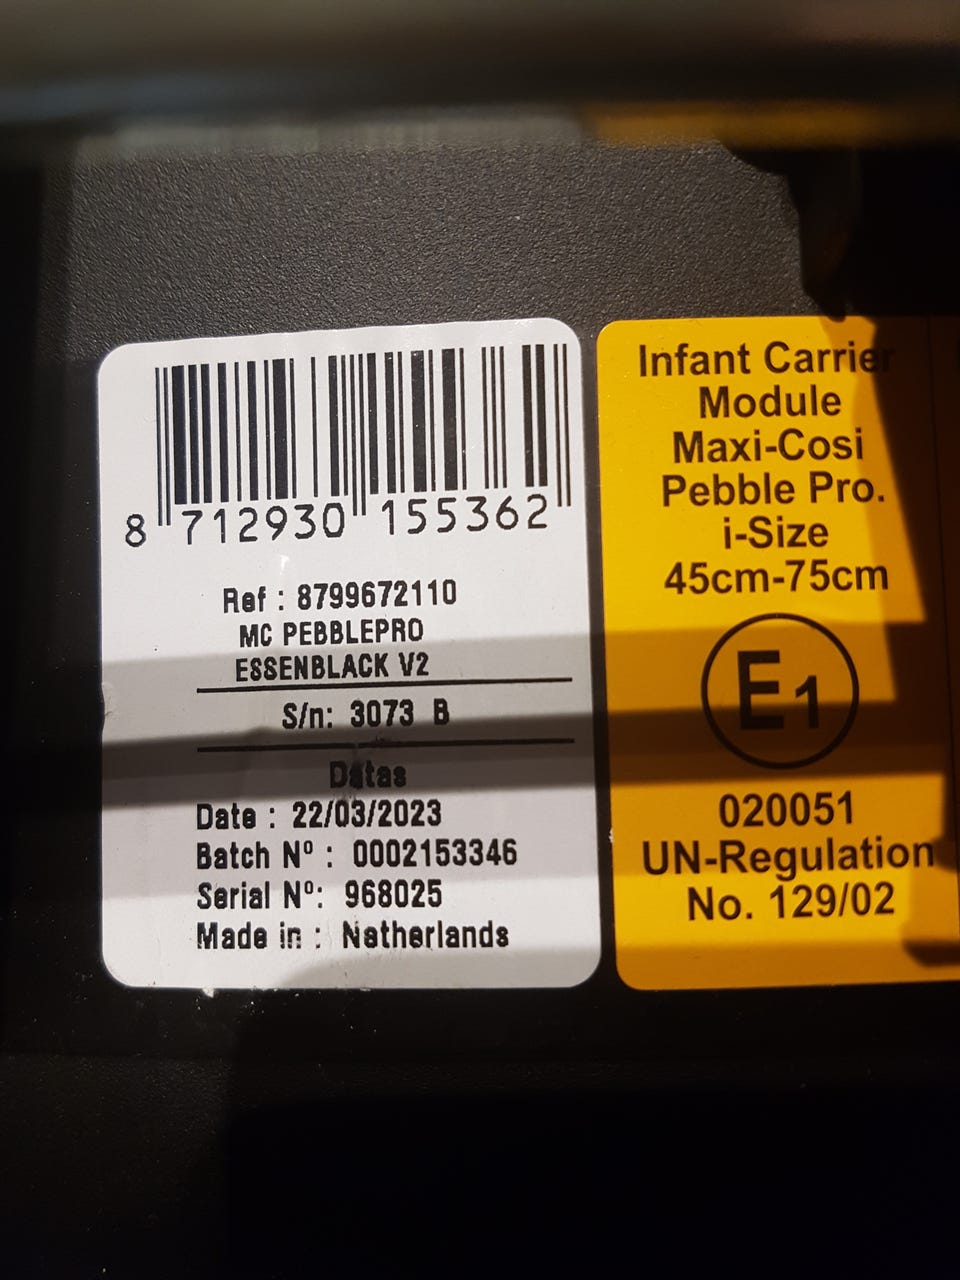 8 712930 155362
Ref : 8799672110
MC PEBBLEPRO
ESSENBLACK V2
S/n: 3073 B
Datas
Date : 22/03/2023
Batch Nº : 0002153346
Serial Nº: 968025
Made in : Netherlands
Infant Carrier
Module
Maxi-Cosi
Pebble Pro.
i-Size
45cm-75cm
E1
020051
UN-Regulation
No. 129/02